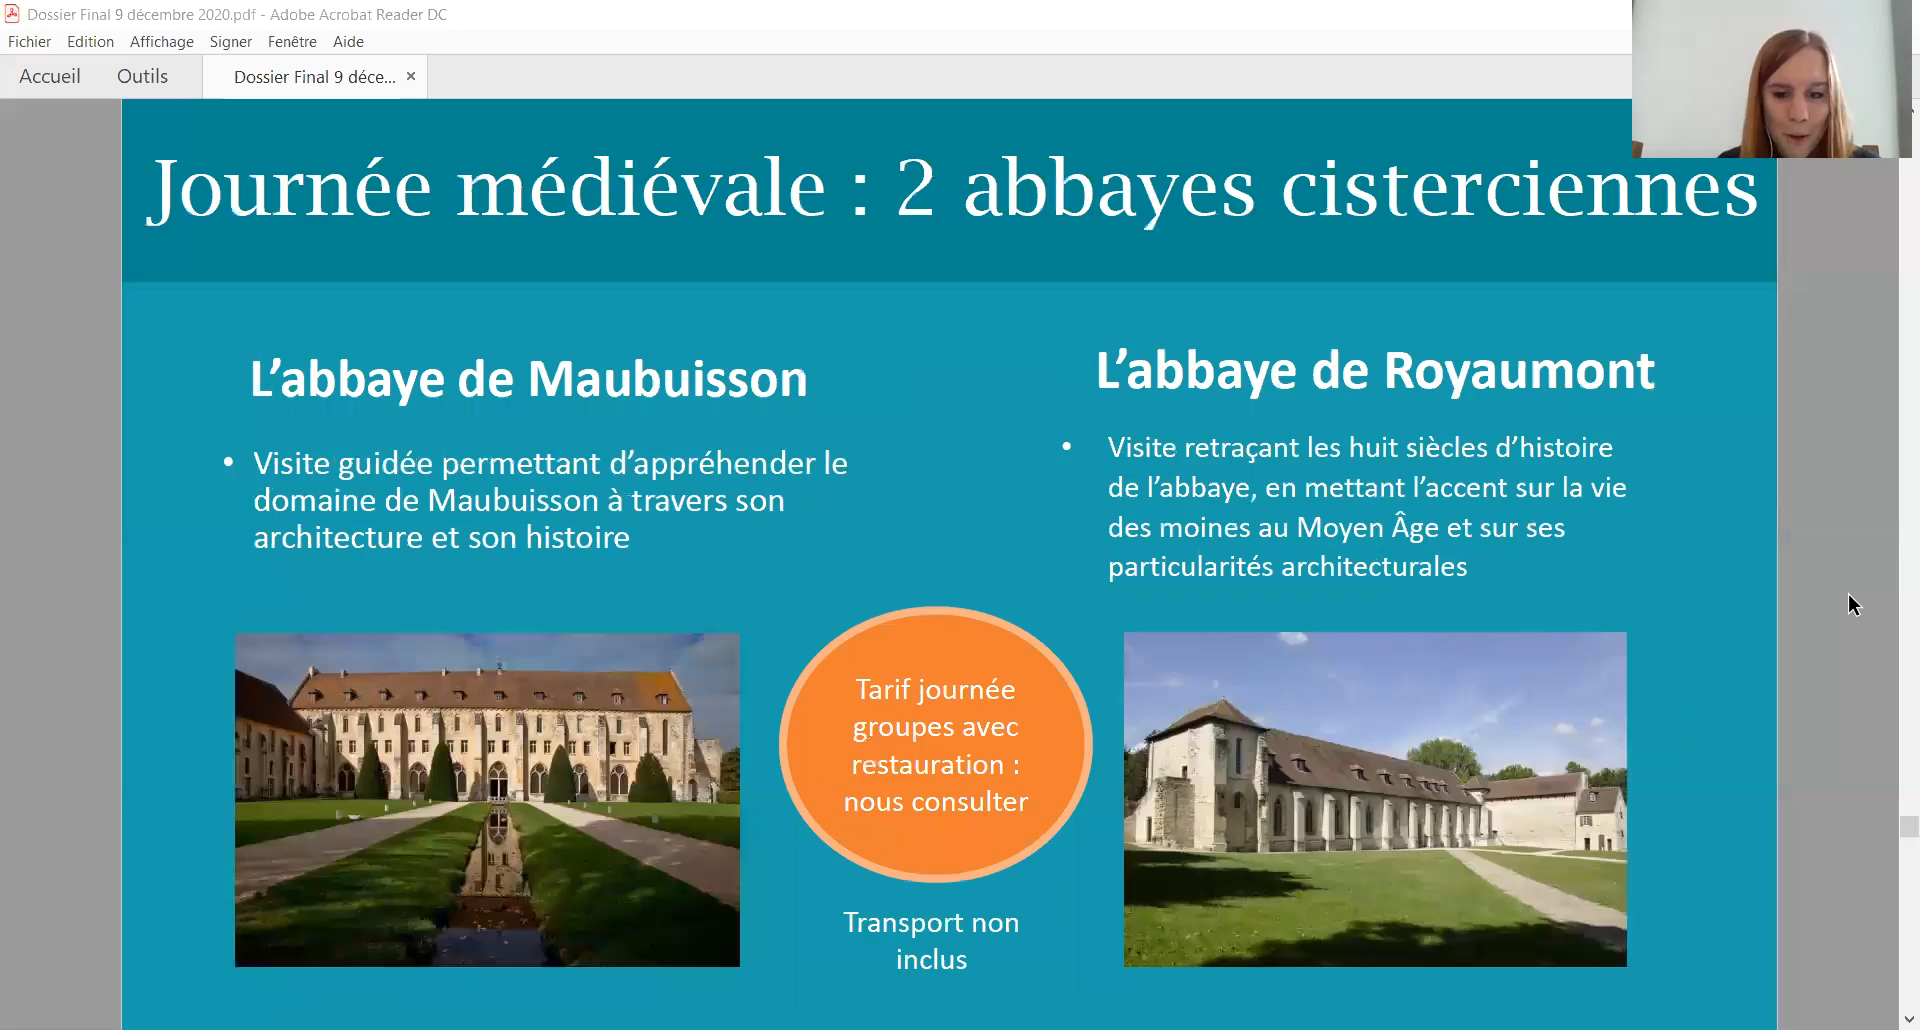 Dossier Final 9 décembre 2020.pdf - Adobe Acrobat Reader DC
Fichier Edition Affichage Signer Fenêtre Aide
Accueil Outils Dossier Final 9 déce... ×
Journée médiévale : 2 abbayes cisterciennes
L’abbaye de Maubuisson
• Visite guidée permettant d’appréhender le
domaine de Maubuisson à travers son
architecture et son histoire
L’abbaye de Royaumont
• Visite retraçant les huit siècles d’histoire
de l’abbaye, en mettant l’accent sur la vie
des moines au Moyen Âge et sur ses
particularités architecturales
Tarif journée
groupes avec
restauration :
nous consulter
Transport non
inclus